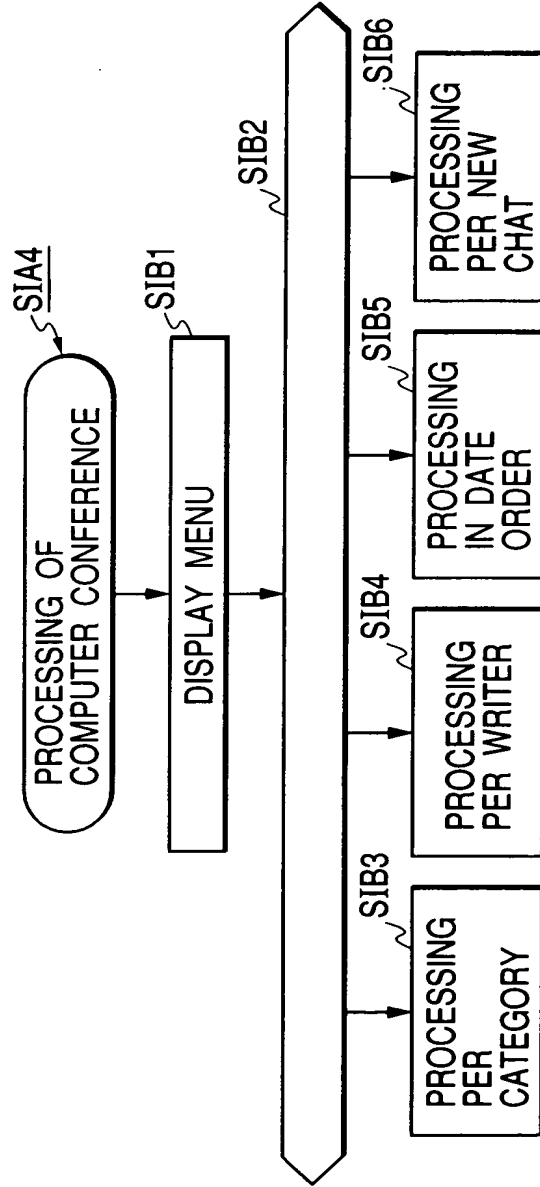 PROCESSING OF
COMPUTER CONFERENCE
SIA4
DISPLAY MENU
SIB1
SIB2
PROCESSING
PER
CATEGORY
SIB3
PROCESSING
PER WRITER
SIB4
PROCESSING
IN DATE
ORDER
SIB5
PROCESSING
PER NEW
CHAT
SIB6